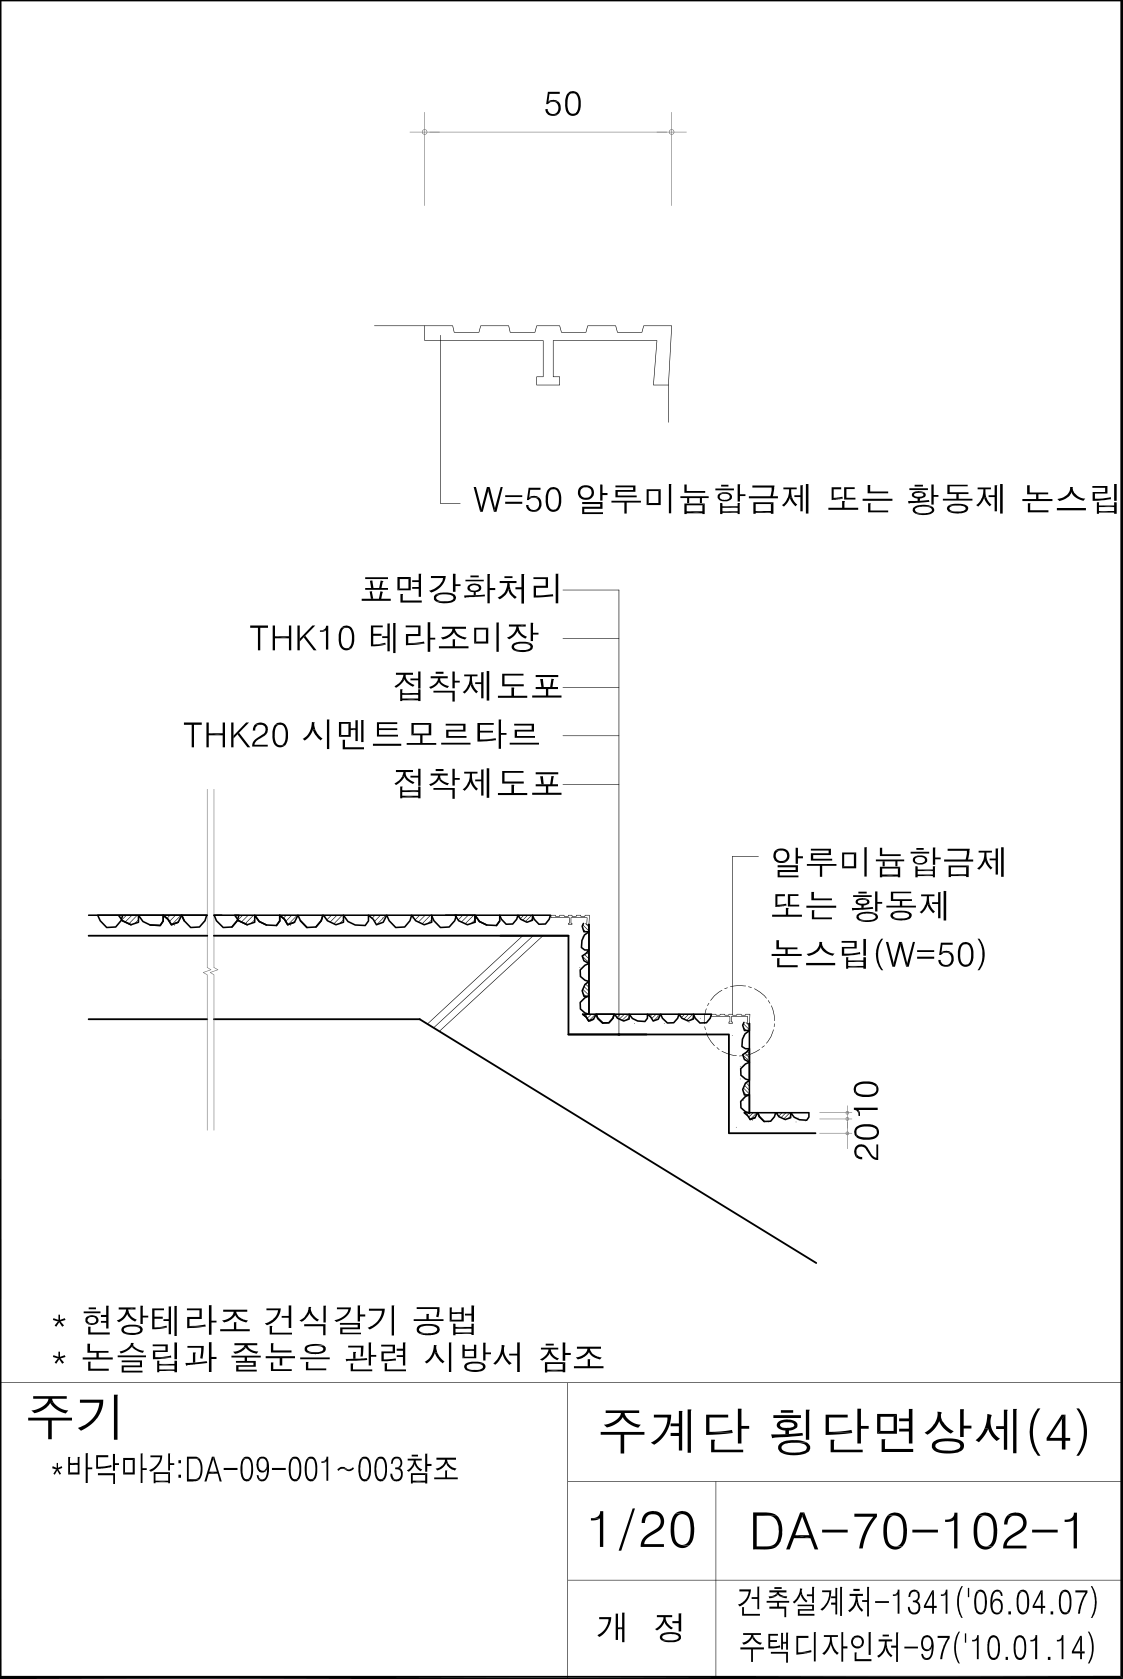 50
W=50 알루미늄합금제 또는 황동제 논스립
표면강화처리
THK10 테라조미장
접착제도포
THK20 시멘트모르타르
접착제도포
알루미늄합금제
또는 황동제
논스립(W=50)
2010
* 현장테라조 건식갈기 공법
* 논슬립과 줄눈은 관련 시방서 참조
주기
*바닥마감:DA-09-001~003참조
주계단 횡단면상세(4)
1/20
DA-70-102-1
개 정
건축설계처-1341('06.04.07)
주택디자인처-97('10.01.14)